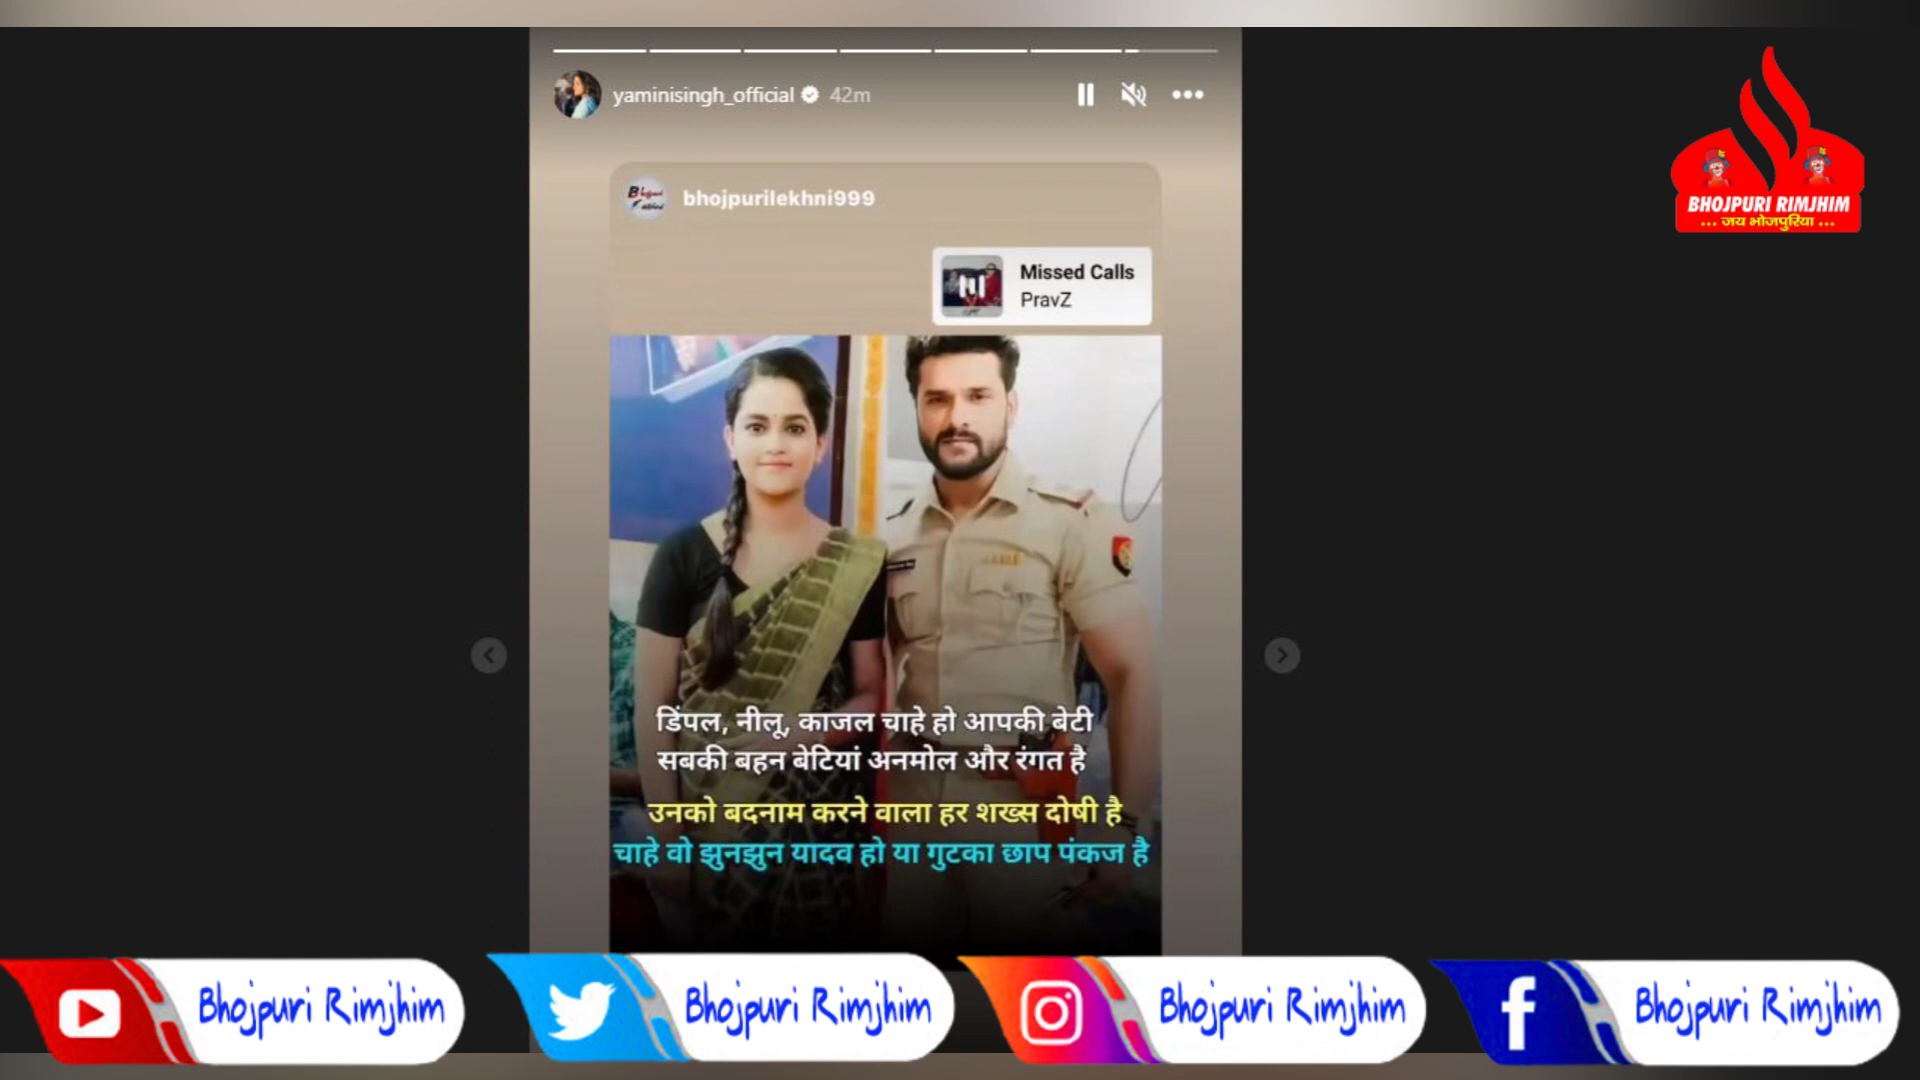 yaminisingh_official 42m
BHOJPURI RIMJHIM
... जय भोजपुरिया ...
bhojpurilekhni999
Missed Calls
PravZ
डिंपल, नीलू, काजल चाहे हो आपकी बेटी
सबकी बहन बेटियां अनमोल और रंगत है
उनको बदनाम करने वाला हर शख्स दोषी है
चाहे वो झुनझुन यादव हो या गुटका छाप पंकज है
Bhojpuri Rimjhim
Bhojpuri Rimjhim
Bhojpuri Rimjhim
Bhojpuri Rimjhim